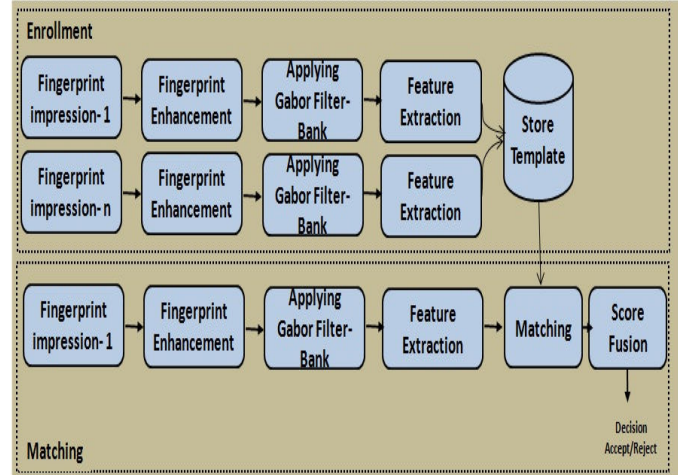 Enrollment
Fingerprint
impression- 1
Fingerprint
Enhancement
Applying
Gabor Filter-
Bank
Feature
Extraction
Store
Template
Fingerprint
impression- n
Fingerprint
Enhancement
Applying
Gabor Filter-
Bank
Feature
Extraction
Fingerprint
impression- 1
Fingerprint
Enhancement
Applying
Gabor Filter-
Bank
Feature
Extraction
Matching
Score
Fusion
Decision
Accept/Reject
Matching